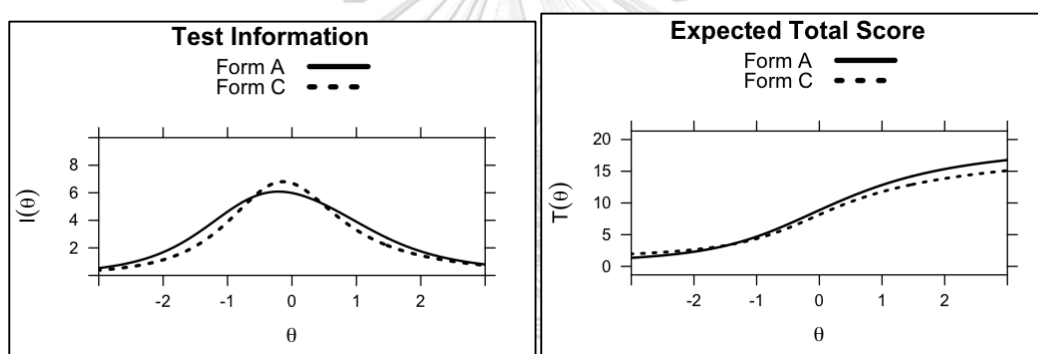 Test Information
Form A
Form C
8
6
4
2
I(θ)
-2 -1 0 1 2
θ
Expected Total Score
Form A
Form C
20
15
10
5
0
T(θ)
-2 -1 0 1 2
θ